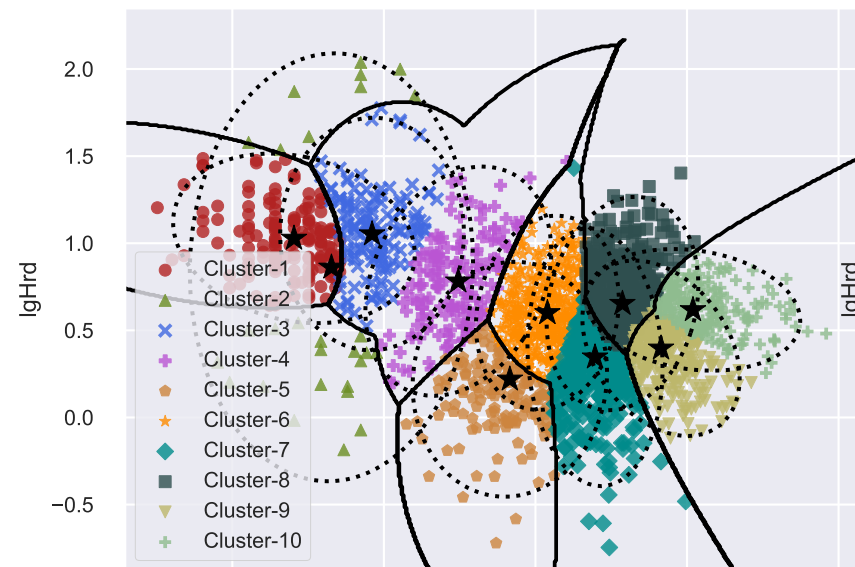 2.0
1.5
1.0
0.5
0.0
−0.5
lgHrd
Cluster-1
Cluster-2
Cluster-3
Cluster-4
Cluster-5
Cluster-6
Cluster-7
Cluster-8
Cluster-9
Cluster-10
lgHrd